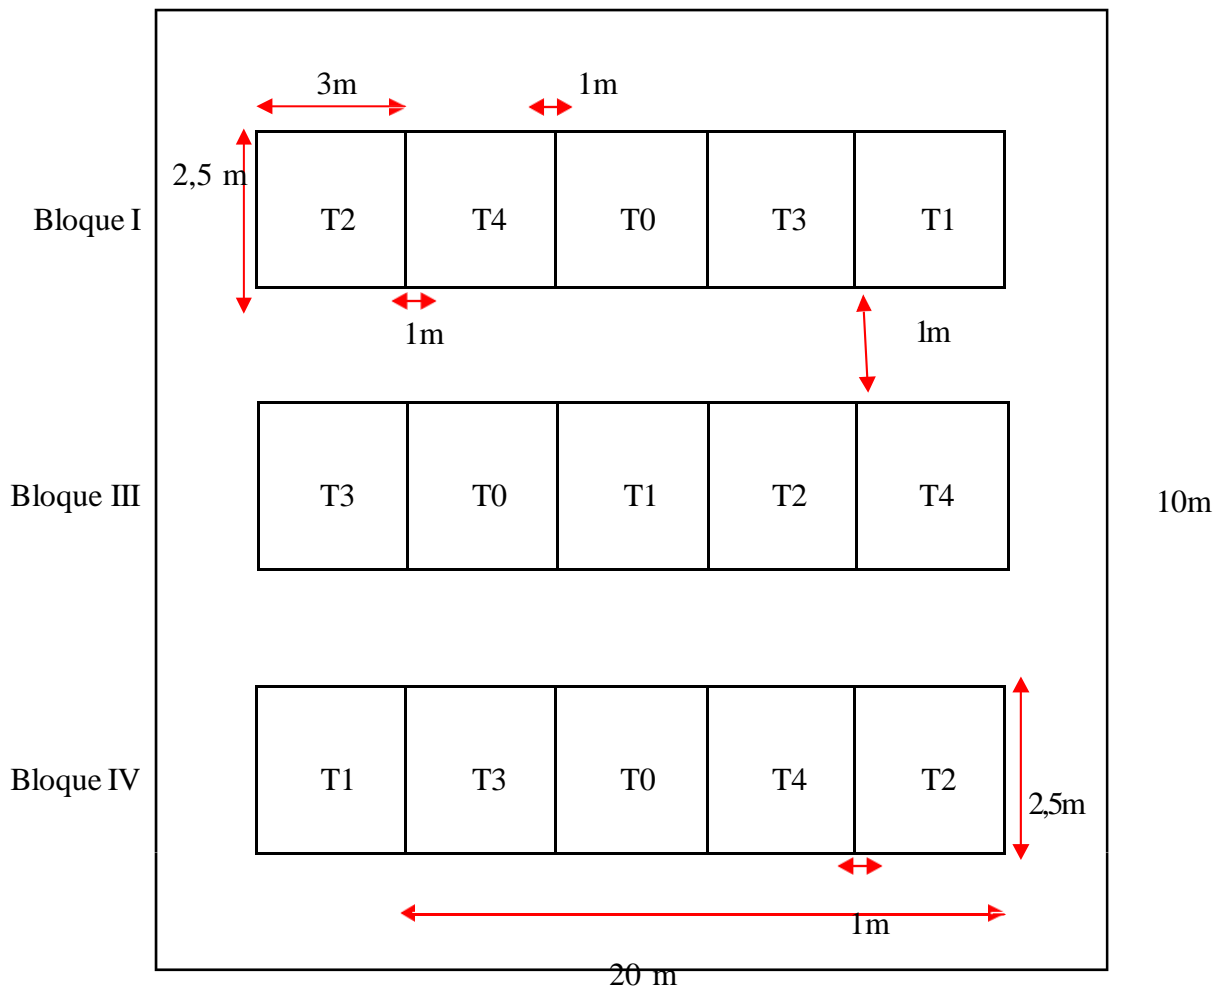 3m 1m
2,5 m
Bloque I T2 T4 T0 T3 T1
1m 1m
Bloque III T3 T0 T1 T2 T4 10m
Bloque IV T1 T3 T0 T4 T2
2,5m
1m
20 m